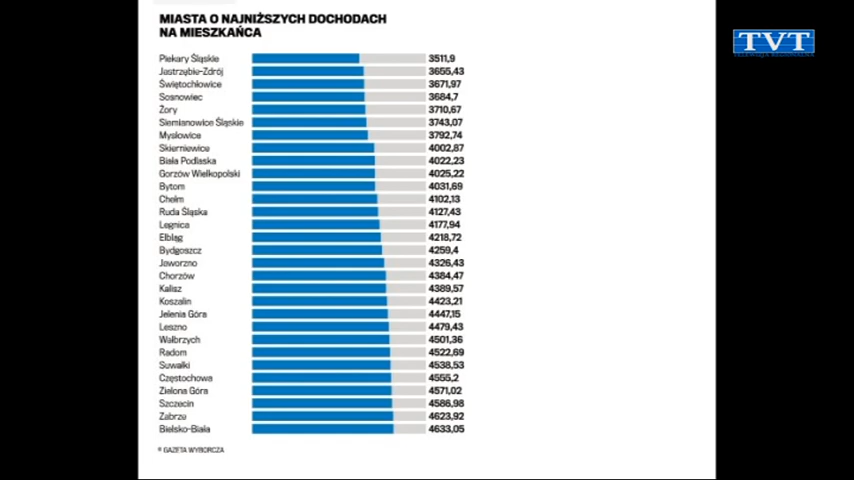 MIASTA O NAJNIŻSZYCH DOCHODACH
NA MIESZKAŃCA
TVT
TELEWIZJA REGIONALNA
Piekary Śląskie 3511,9
Jastrzębie-Zdrój 3655,43
Świętochłowice 3671,97
Sosnowiec 3684,7
Żory 3710,67
Siemianowice Śląskie 3743,07
Mysłowice 3792,74
Skierniewice 4002,87
Biała Podlaska 4022,23
Gorzów Wielkopolski 4025,22
Bytom 4031,69
Chełm 4102,13
Ruda Śląska 4127,43
Legnica 4177,94
Elbląg 4218,72
Bydgoszcz 4259,4
Jaworzno 4326,43
Chorzów 4384,47
Kalisz 4389,57
Koszalin 4423,21
Jelenia Góra 4447,15
Leszno 4479,43
Wałbrzych 4501,36
Radom 4522,69
Suwałki 4538,53
Częstochowa 4555,2
Zielona Góra 4571,02
Szczecin 4586,98
Zabrze 4623,92
Bielsko-Biała 4633,05
© GAZETA WYBORCZA